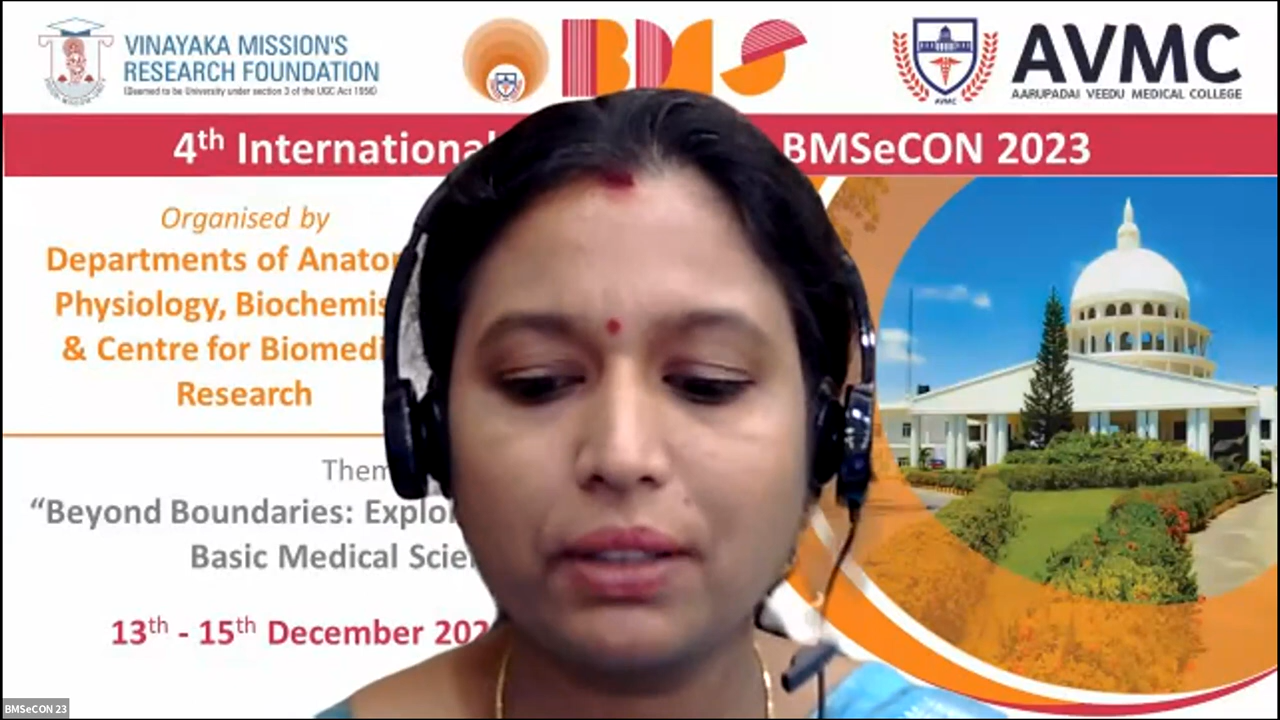 VINAYAKA MISSION'S
RESEARCH FOUNDATION
(Deemed to be University under section 3 of the UGC Act 1956)
BMS
AVMC
AVMC
AARUPADAI VEEDU MEDICAL COLLEGE
4th International BMSeCON 2023
Organised by
Departments of Anato
Physiology, Biochemis
& Centre for Biomedi
Research
Them
“Beyond Boundaries: Explo
Basic Medical Scie
13th - 15th December 202
BMSeCON 23